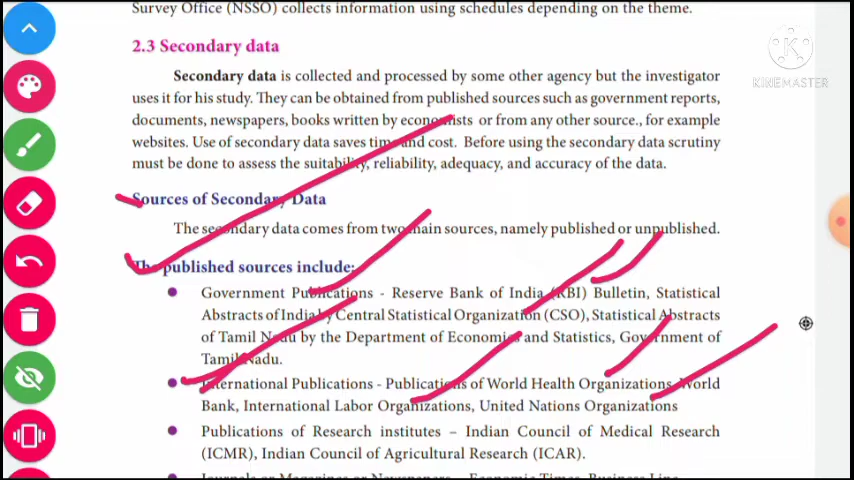 Survey Office (NSSO) collects information using schedules depending on the theme.
2.3 Secondary data
Secondary data is collected and processed by some other agency but the investigator
uses it for his study. They can be obtained from published sources such as government reports,
documents, newspapers, books written by economists or from any other source., for example
websites. Use of secondary data saves time and cost. Before using the secondary data scrutiny
must be done to assess the suitability, reliability, adequacy, and accuracy of the data.
Sources of Secondary Data
The secondary data comes from two main sources, namely published or unpublished.
The published sources include:
Government Publications - Reserve Bank of India (RBI) Bulletin, Statistical
Abstracts of India by Central Statistical Organization (CSO), Statistical Abstracts
of Tamil Nadu by the Department of Economics and Statistics, Government of
Tamil Nadu.
International Publications - Publications of World Health Organizations, World
Bank, International Labor Organizations, United Nations Organizations
Publications of Research institutes – Indian Council of Medical Research
(ICMR), Indian Council of Agricultural Research (ICAR).
Journals or Magazines or Newspapers – Economic Times, Business Line
KINEMASTER